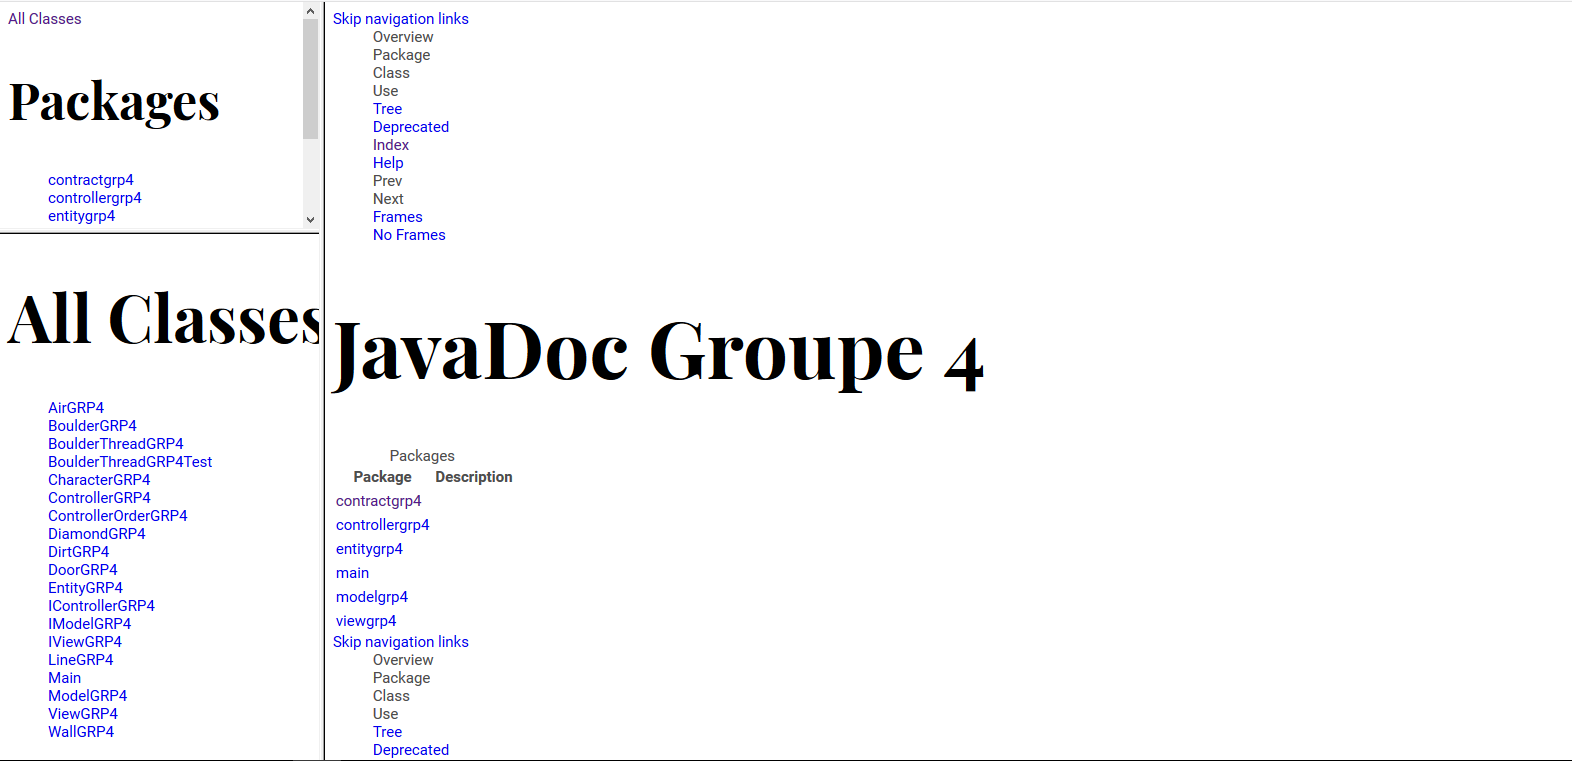 All Classes
Packages
contractgrp4
controllergrp4
entitygrp4
All Classes
AirGRP4
BoulderGRP4
BoulderThreadGRP4
BoulderThreadGRP4Test
CharacterGRP4
ControllerGRP4
ControllerOrderGRP4
DiamondGRP4
DirtGRP4
DoorGRP4
EntityGRP4
IControllerGRP4
IModelGRP4
IViewGRP4
LineGRP4
Main
ModelGRP4
ViewGRP4
WallGRP4
Skip navigation links
Overview
Package
Class
Use
Tree
Deprecated
Index
Help
Prev
Next
Frames
No Frames
JavaDoc Groupe 4
Packages
Package Description
contractgrp4
controllergrp4
entitygrp4
main
modelgrp4
viewgrp4
Skip navigation links
Overview
Package
Class
Use
Tree
Deprecated